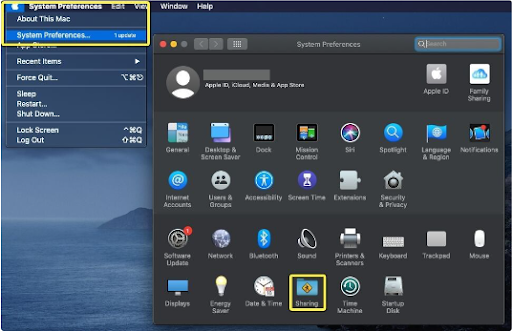 System Preferences Edit View Window Help
About This Mac
System Preferences... 1 update
App Store...
Recent Items
Force Quit... ⌥⌘⎋
Sleep
Restart...
Shut Down...
Lock Screen ^⌘Q
Log Out ⇧⌘Q
System Preferences
Search
Apple ID, iCloud, Media & App Store
Apple ID
Family Sharing
General
Desktop & Screen Saver
Dock
Mission Control
Siri
Spotlight
Language & Region
Notifications
Internet Accounts
Users & Groups
Accessibility
Screen Time
Extensions
Security & Privacy
1
Software Update
Network
Bluetooth
Sound
Printers & Scanners
Keyboard
Trackpad
Mouse
Displays
Energy Saver
Date & Time
Sharing
Time Machine
Startup Disk